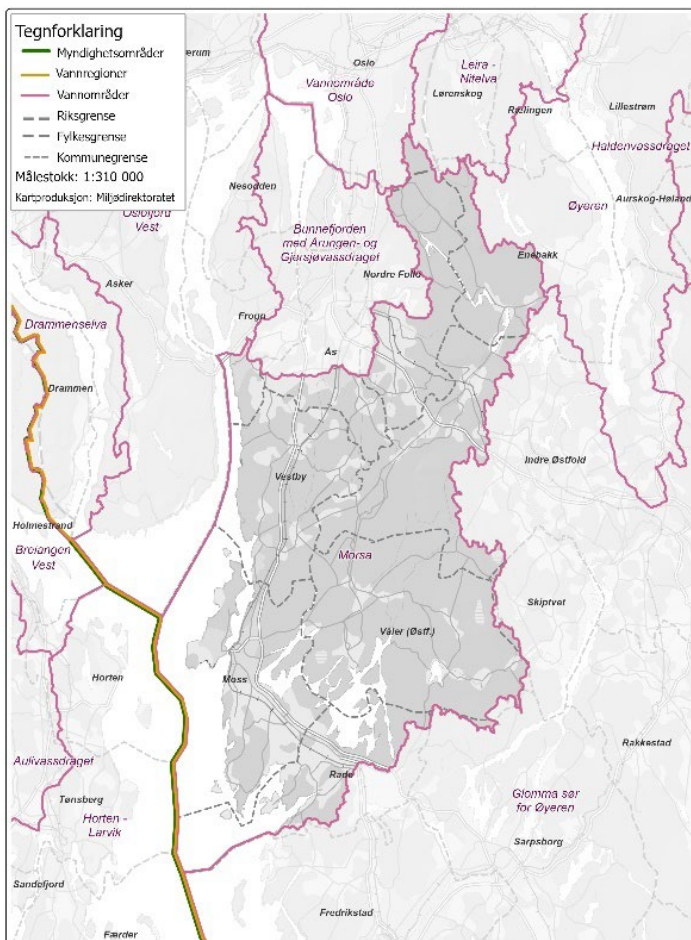 Tegnforklaring
Myndighetsområder
Vannregioner
Vannområder
Riksgrense
Fylkesgrense
Kommunegrense
Målestokk: 1:310 000
Kartproduksjon: Miljødirektoratet
erum
Oslo
Leira -
Nitelva
Vannområde
Oslo
Lørenskog
Rælingen
Lillestrøm
Haldenvassdraget
Nesodden
Aurskog-Høland
Øyeren
Oslofjord
Vest
Bunnefjorden
med Årungen- og
Gjersjøvassdraget
Enebakk
Nordre Follo
Asker
Frogn
Drammenselva
Ås
Drammen
Indre Østfold
Vestby
Holmestrand
Breiangen
Vest
Morsa
Skiptvet
Våler (Østf.)
Horten
Moss
Rakkestad
Aulivassdraget
Råde
Glomma sør
for Øyeren
Tønsberg
Horten -
Larvik
Sarpsborg
Sandefjord
Fredrikstad
Færder